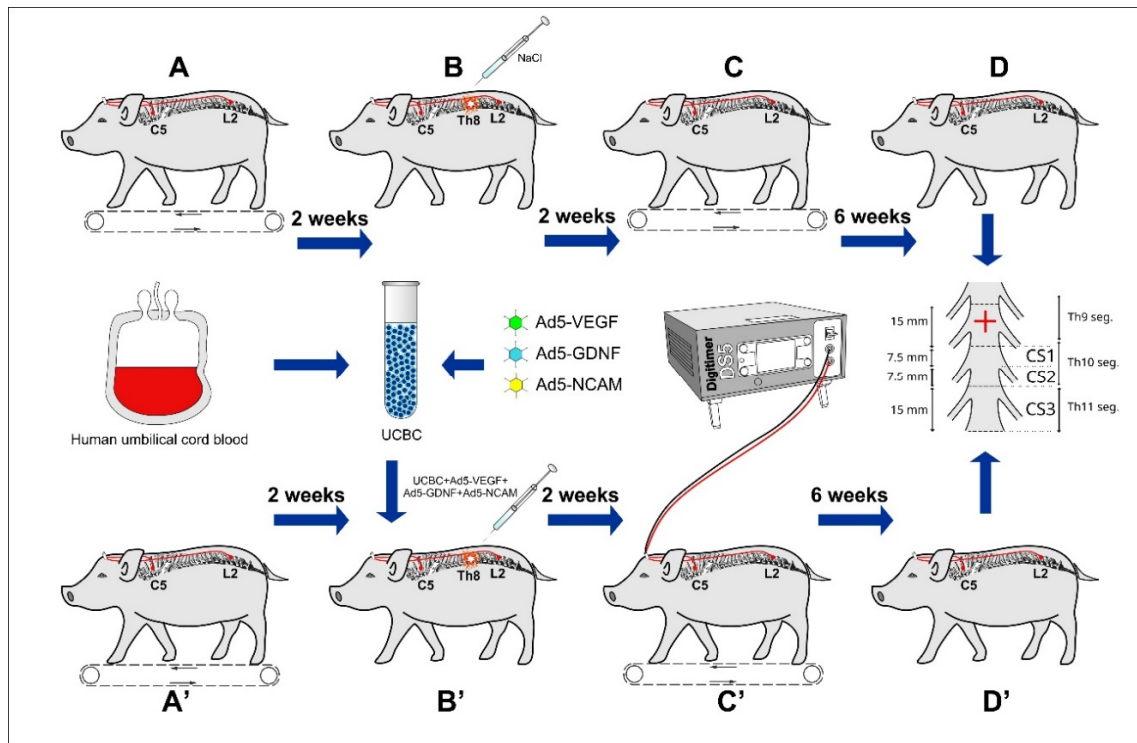 A
B
C
D
NaCl
C5
L2
C5
Th8
L2
C5
L2
C5
L2
2 weeks
2 weeks
6 weeks
Human umbilical cord blood
UCBC
Ad5-VEGF
Ad5-GDNF
Ad5-NCAM
Digitimer
DS5
15 mm
7.5 mm
7.5 mm
15 mm
CS1
CS2
CS3
Th9 seg.
Th10 seg.
Th11 seg.
UCBC+Ad5-VEGF+
Ad5-GDNF+Ad5-NCAM
2 weeks
2 weeks
6 weeks
C5
L2
C5
Th8
L2
C5
L2
C5
L2
A’
B’
C’
D’